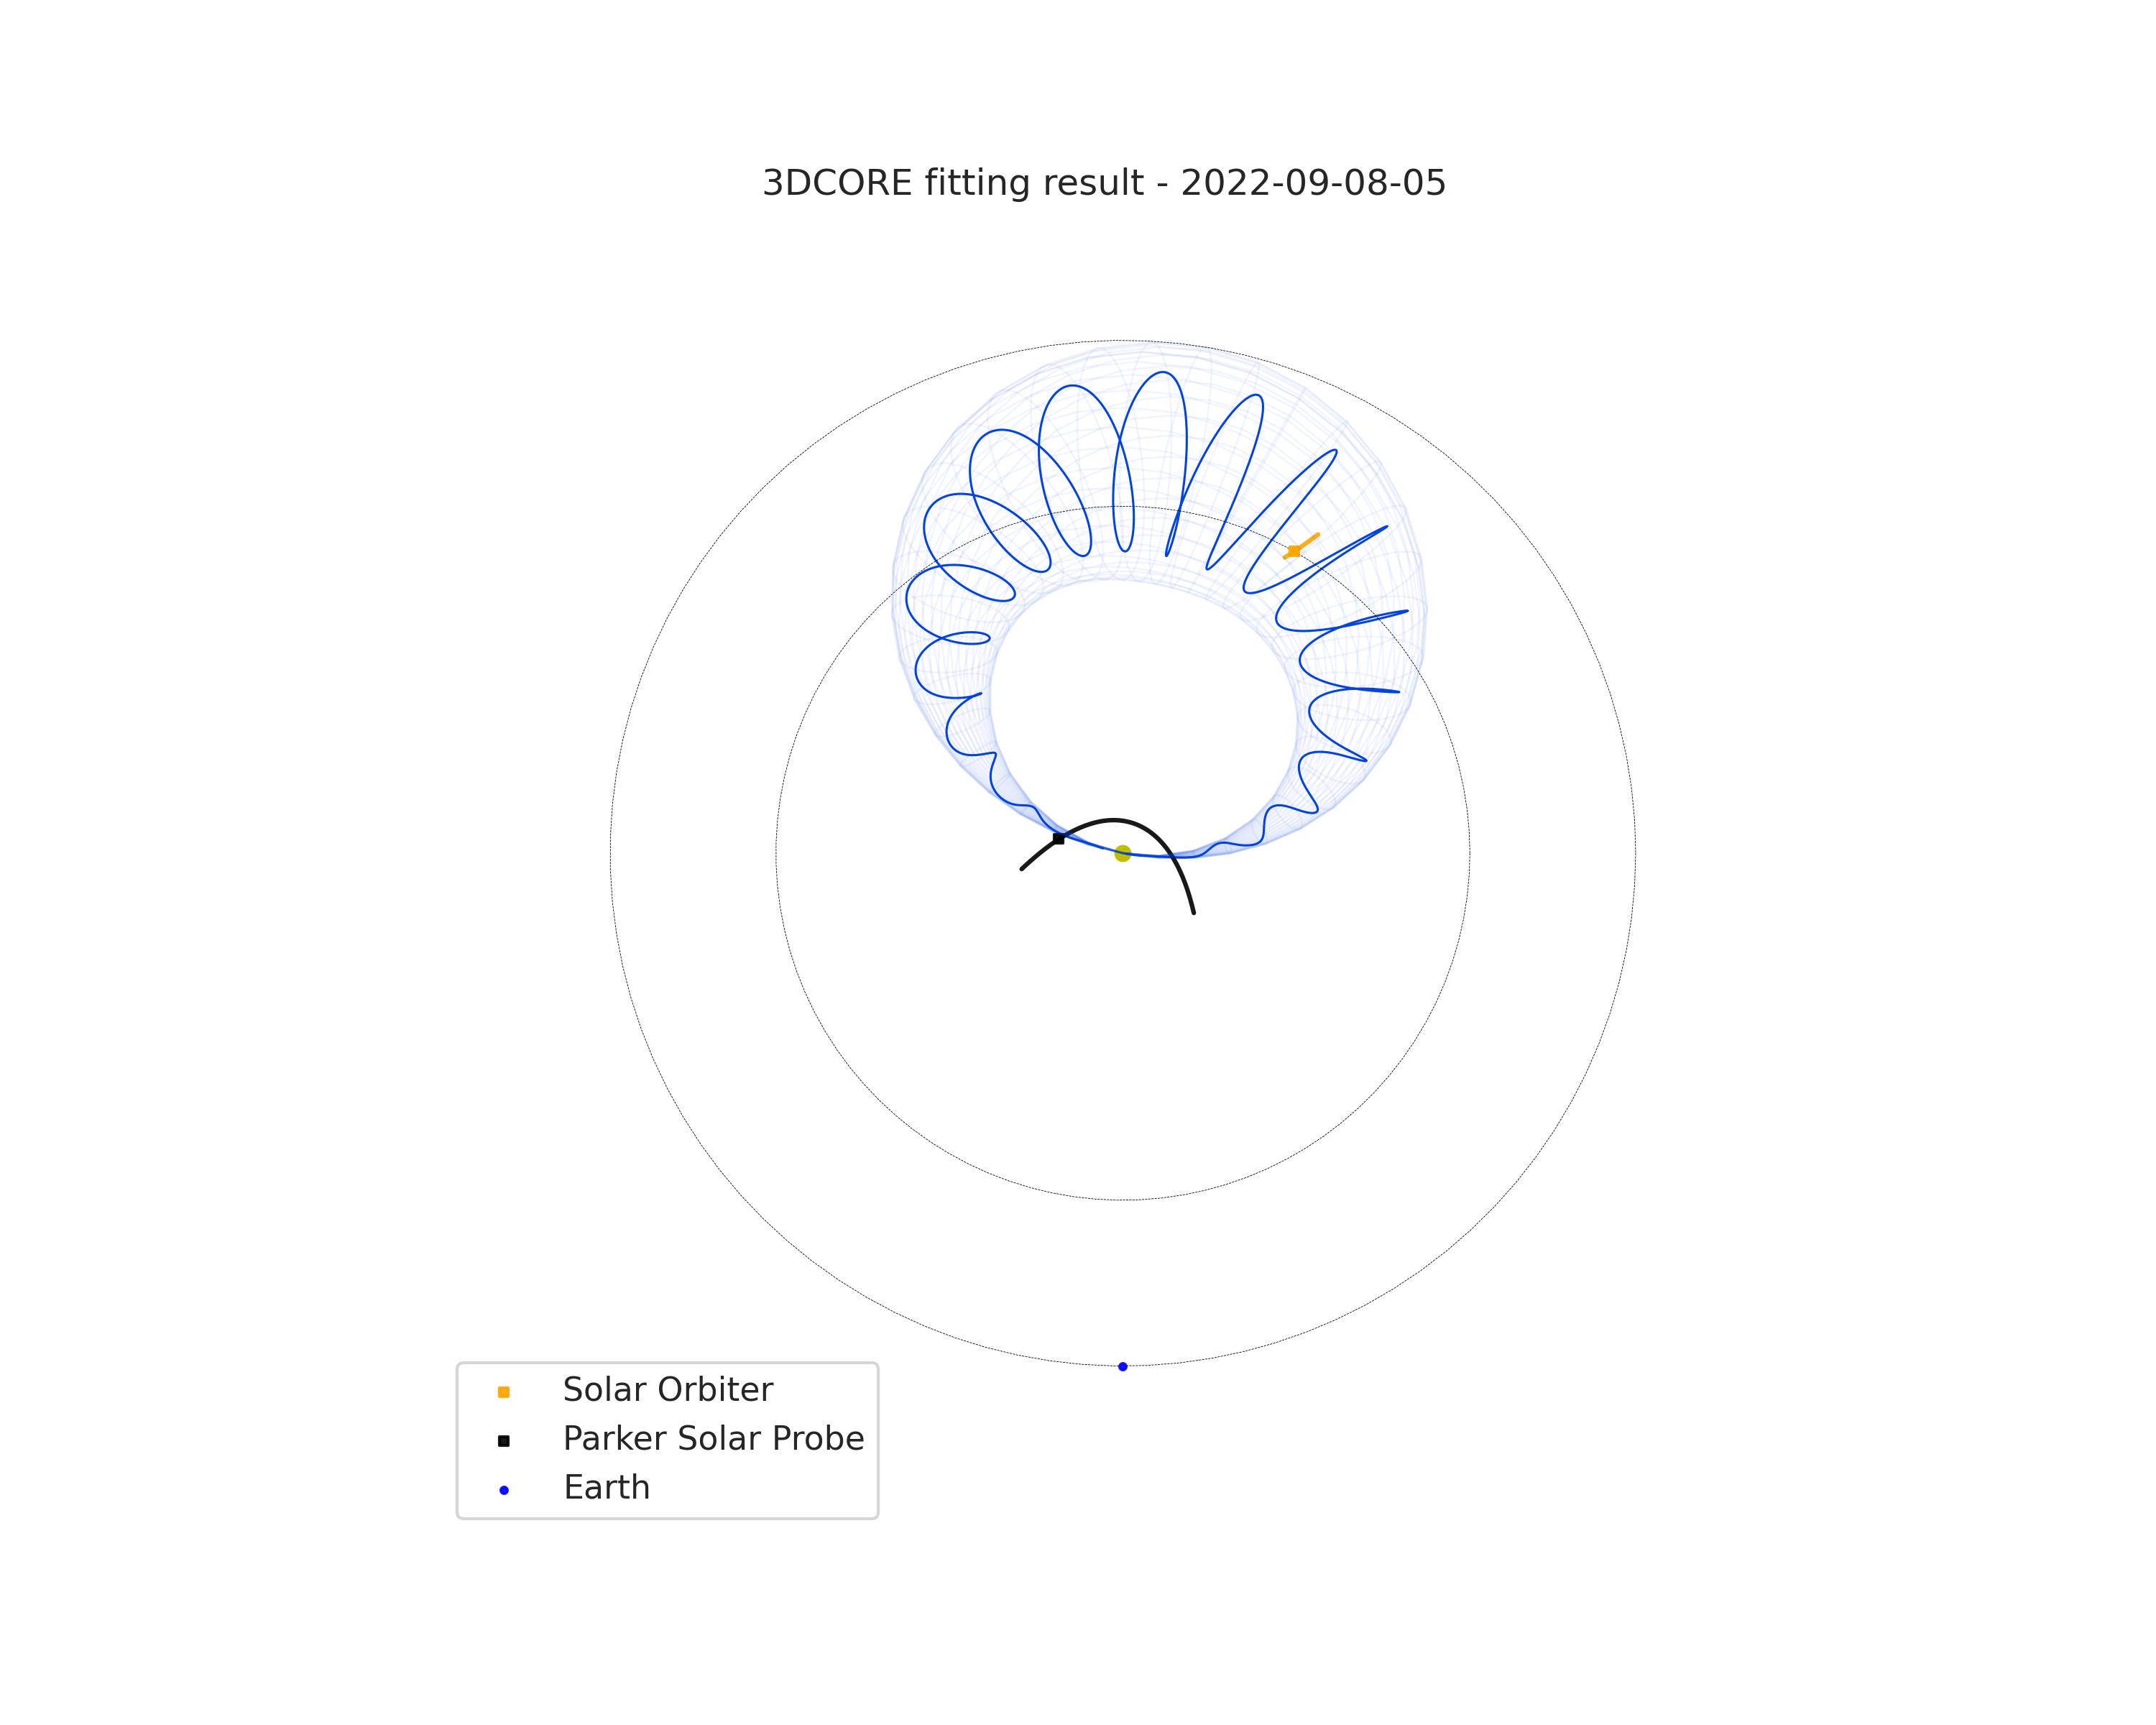 3DCORE fitting result - 2022-09-08-05
Solar Orbiter
Parker Solar Probe
Earth